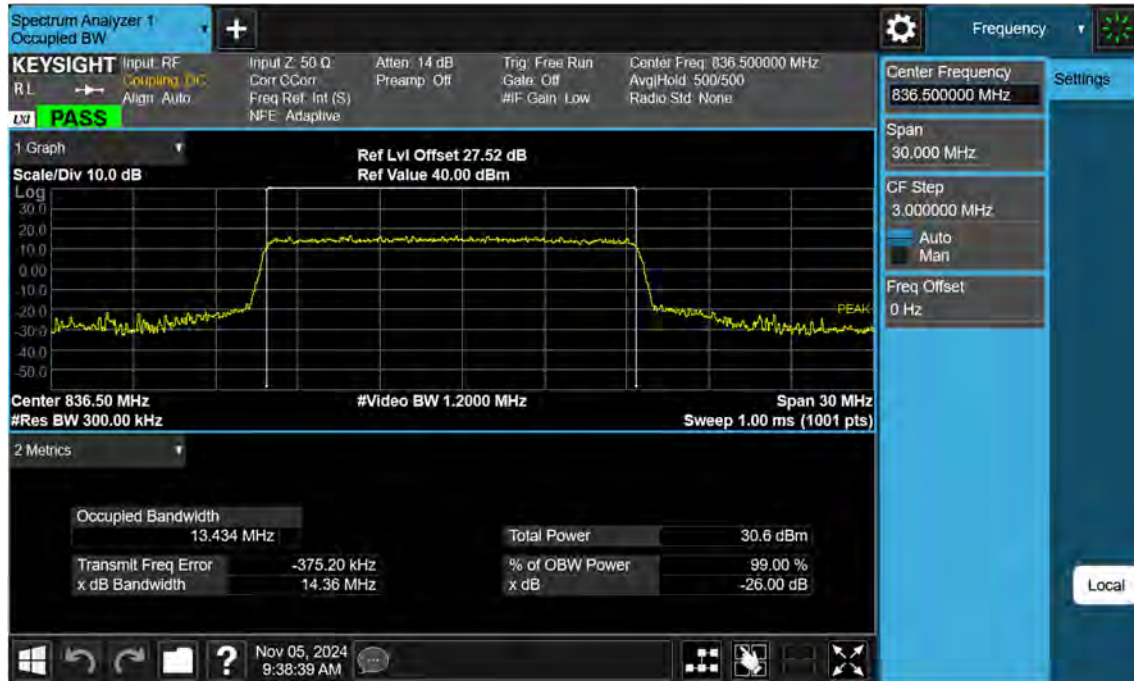 Spectrum Analyzer 1
Occupied BW
Frequency
KEYSIGHT
RL
LXI
PASS
Input: RF
Coupling: DC
Align: Auto
Input Z: 50 Ω
Corr CCorr
Freq Ref: Int (S)
NFE: Adaptive
Atten: 14 dB
Preamp: Off
Trig: Free Run
Gate: Off
#IF Gain: Low
Center Freq: 836.500000 MHz
Avg|Hold: 500/500
Radio Std: None
1 Graph
Scale/Div 10.0 dB
Ref Lvl Offset 27.52 dB
Ref Value 40.00 dBm
Log
30.0
20.0
10.0
0.00
-10.0
-20.0
-30.0
-40.0
-50.0
PEAK
Center 836.50 MHz
#Res BW 300.00 kHz
#Video BW 1.2000 MHz
Span 30 MHz
Sweep 1.00 ms (1001 pts)
2 Metrics
Occupied Bandwidth
13.434 MHz
Transmit Freq Error -375.20 kHz
x dB Bandwidth 14.36 MHz
Total Power 30.6 dBm
% of OBW Power 99.00 %
x dB -26.00 dB
Nov 05, 2024
9:38:39 AM
Center Frequency
836.500000 MHz
Span
30.000 MHz
CF Step
3.000000 MHz
Auto
Man
Freq Offset
0 Hz
Settings
Local